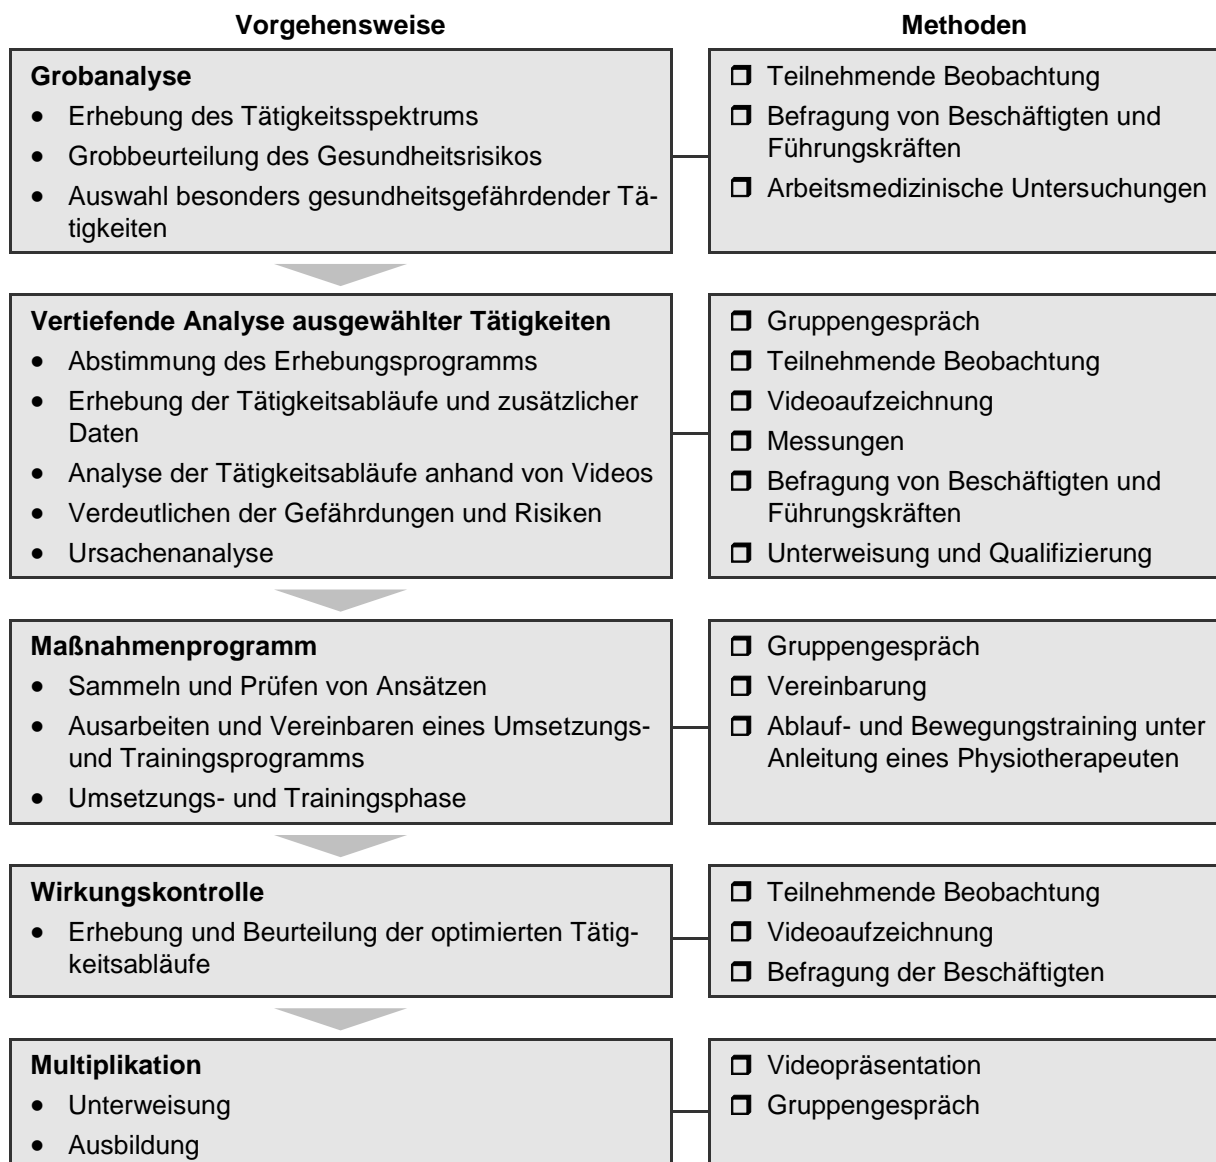 Vorgehensweise
Methoden
Grobanalyse
• Erhebung des Tätigkeitsspektrums
• Grobbeurteilung des Gesundheitsrisikos
• Auswahl besonders gesundheitsgefährdender Tä-
tigkeiten
❒ Teilnehmende Beobachtung
❒ Befragung von Beschäftigten und
Führungskräften
❒ Arbeitsmedizinische Untersuchungen
Vertiefende Analyse ausgewählter Tätigkeiten
• Abstimmung des Erhebungsprogramms
• Erhebung der Tätigkeitsabläufe und zusätzlicher
Daten
• Analyse der Tätigkeitsabläufe anhand von Videos
• Verdeutlichen der Gefährdungen und Risiken
• Ursachenanalyse
❒ Gruppengespräch
❒ Teilnehmende Beobachtung
❒ Videoaufzeichnung
❒ Messungen
❒ Befragung von Beschäftigten und
Führungskräften
❒ Unterweisung und Qualifizierung
Maßnahmenprogramm
• Sammeln und Prüfen von Ansätzen
• Ausarbeiten und Vereinbaren eines Umsetzungs-
und Trainingsprogramms
• Umsetzungs- und Trainingsphase
❒ Gruppengespräch
❒ Vereinbarung
❒ Ablauf- und Bewegungstraining unter
Anleitung eines Physiotherapeuten
Wirkungskontrolle
• Erhebung und Beurteilung der optimierten Tätig-
keitsabläufe
❒ Teilnehmende Beobachtung
❒ Videoaufzeichnung
❒ Befragung der Beschäftigten
Multiplikation
• Unterweisung
• Ausbildung
❒ Videopräsentation
❒ Gruppengespräch